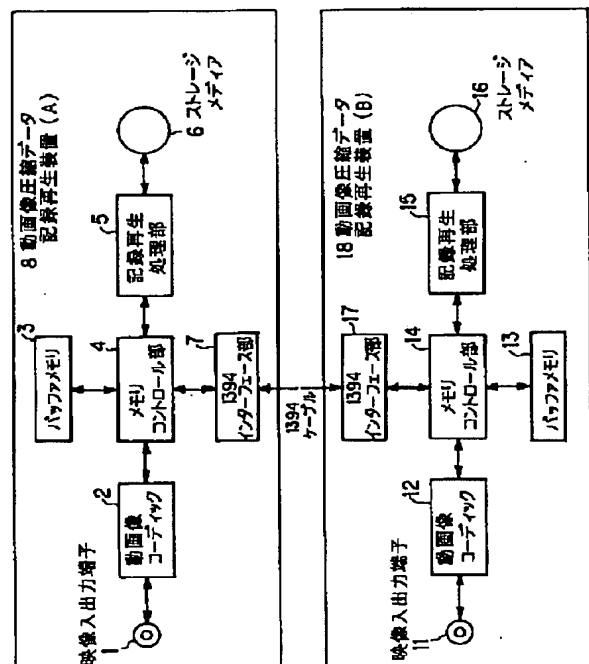 8 動画像圧縮データ
記録再生装置 (A)
3
バッファメモリ
映像入出力端子
1
2
動画像
コーディック
4
メモリ
コントロール部
5
記録再生
処理部
6 ストレージ
メディア
7
1394
インターフェース部
1394
ケーブル
18 動画像圧縮データ
記録再生装置 (B)
17
1394
インターフェース部
映像入出力端子
11
12
動画像
コーディック
14
メモリ
コントロール部
15
記録再生
処理部
16
ストレージ
メディア
13
バッファメモリ